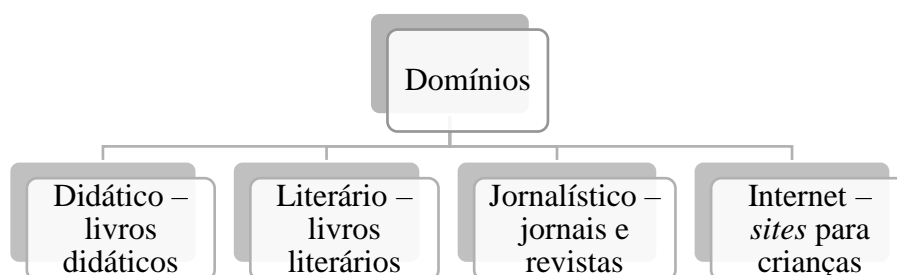 Domínios
Didático –
livros
didáticos
Literário –
livros
literários
Jornalístico –
jornais e
revistas
Internet –
sites para
crianças